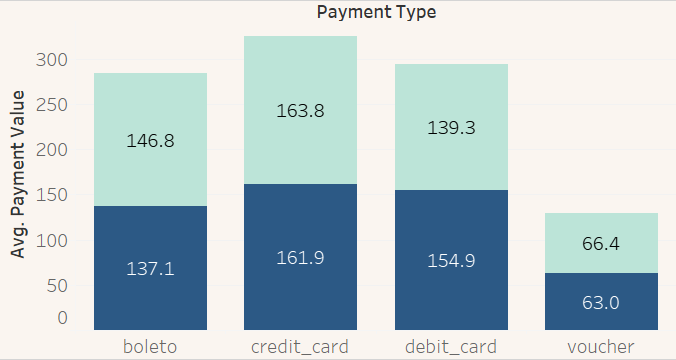 Payment Type
Avg. Payment Value
300
250
200
150
100
50
0
146.8
163.8
139.3
66.4
137.1
161.9
154.9
63.0
boleto
credit_card
debit_card
voucher